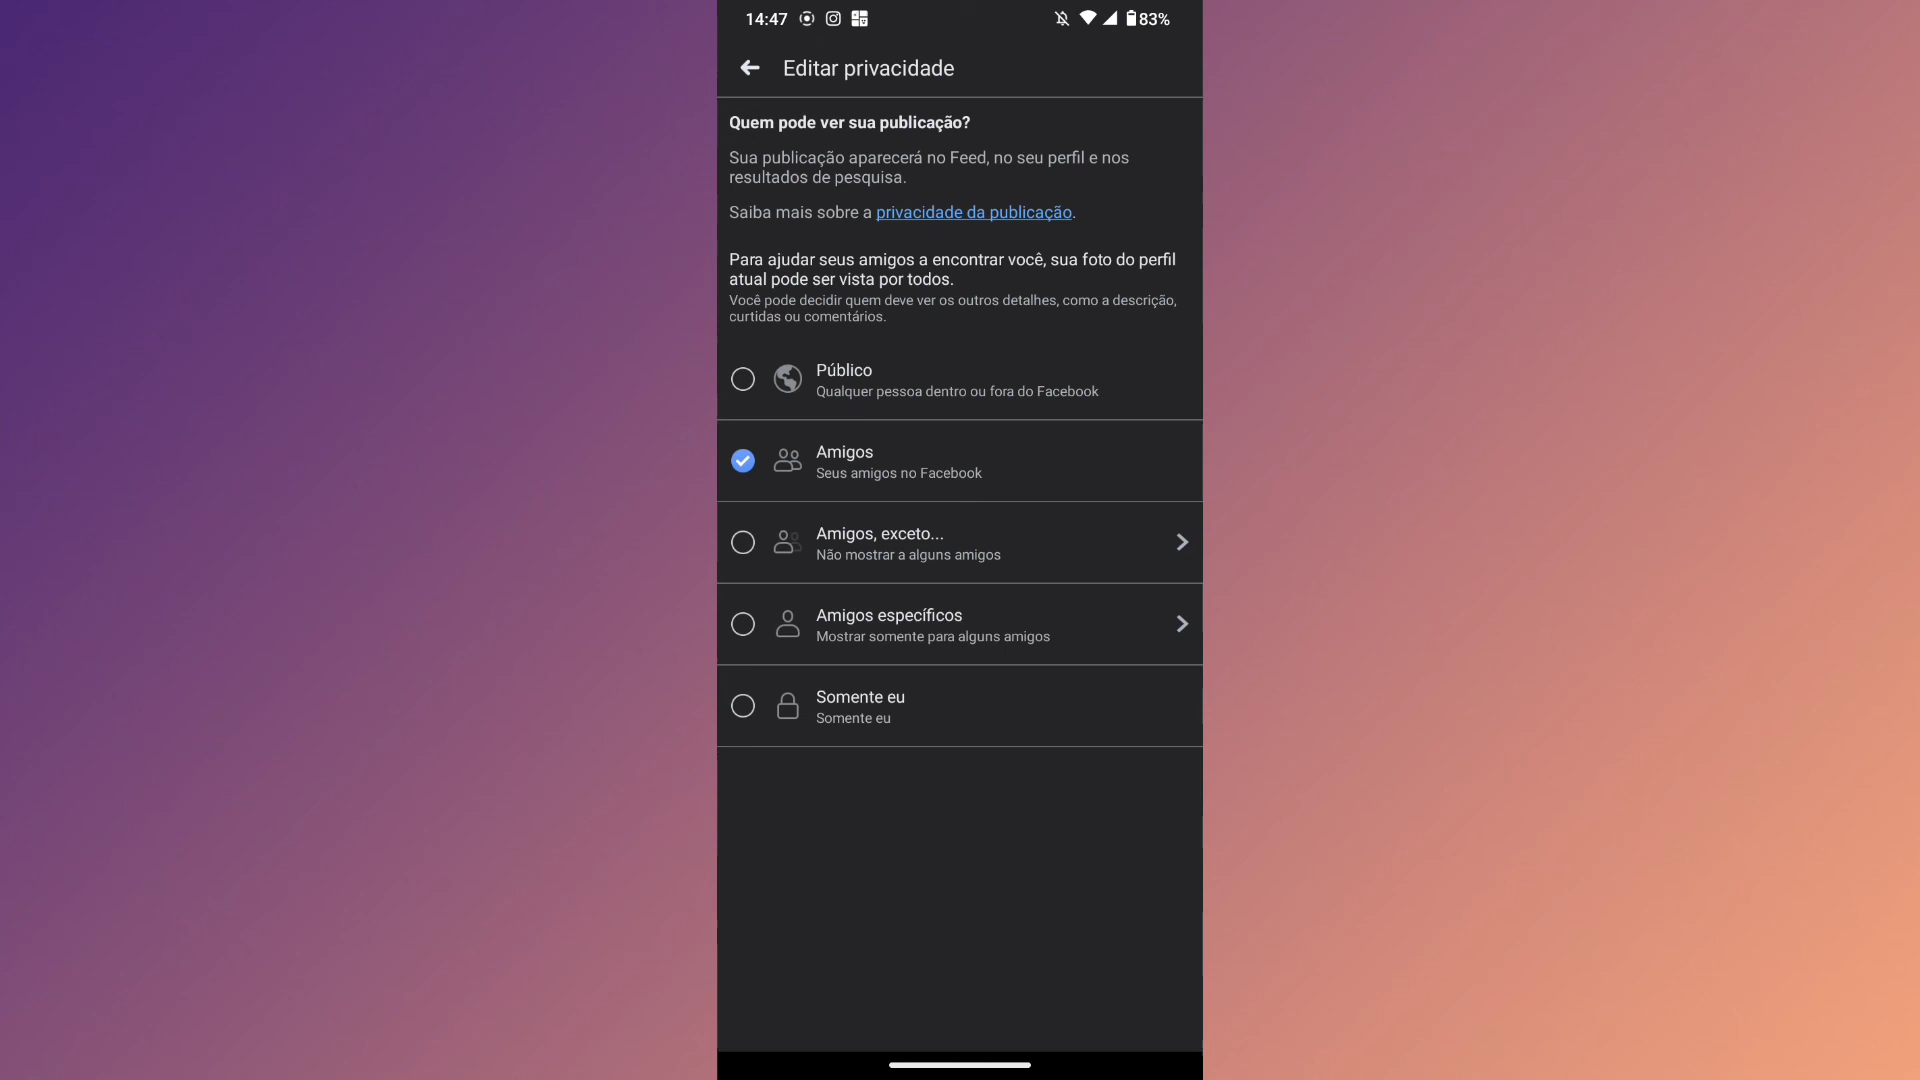 14:47
83%
Editar privacidade
Quem pode ver sua publicação?
Sua publicação aparecerá no Feed, no seu perfil e nos
resultados de pesquisa.
Saiba mais sobre a privacidade da publicação.
Para ajudar seus amigos a encontrar você, sua foto do perfil
atual pode ser vista por todos.
Você pode decidir quem deve ver os outros detalhes, como a descrição,
curtidas ou comentários.
Público
Qualquer pessoa dentro ou fora do Facebook
Amigos
Seus amigos no Facebook
Amigos, exceto...
Não mostrar a alguns amigos
Amigos específicos
Mostrar somente para alguns amigos
Somente eu
Somente eu